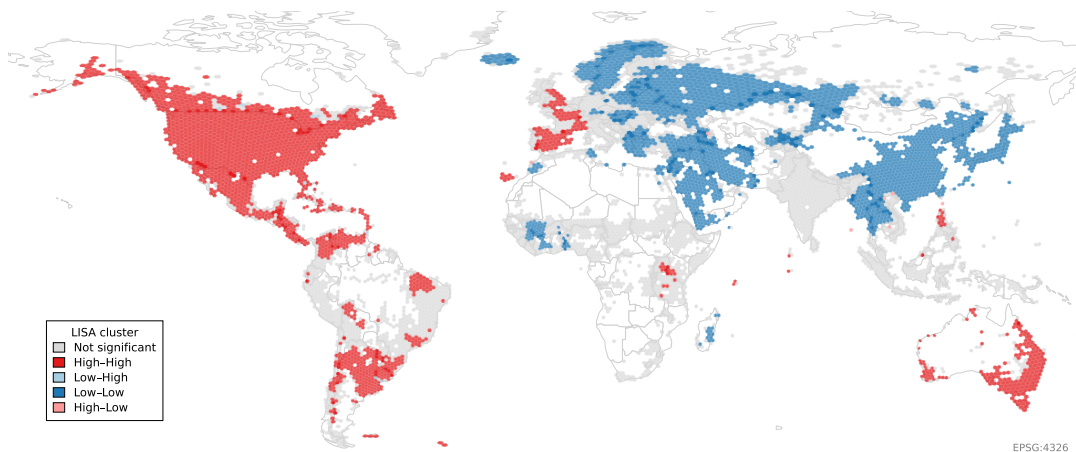 LISA cluster
Not significant
High–High
Low–High
Low–Low
High–Low
EPSG:4326